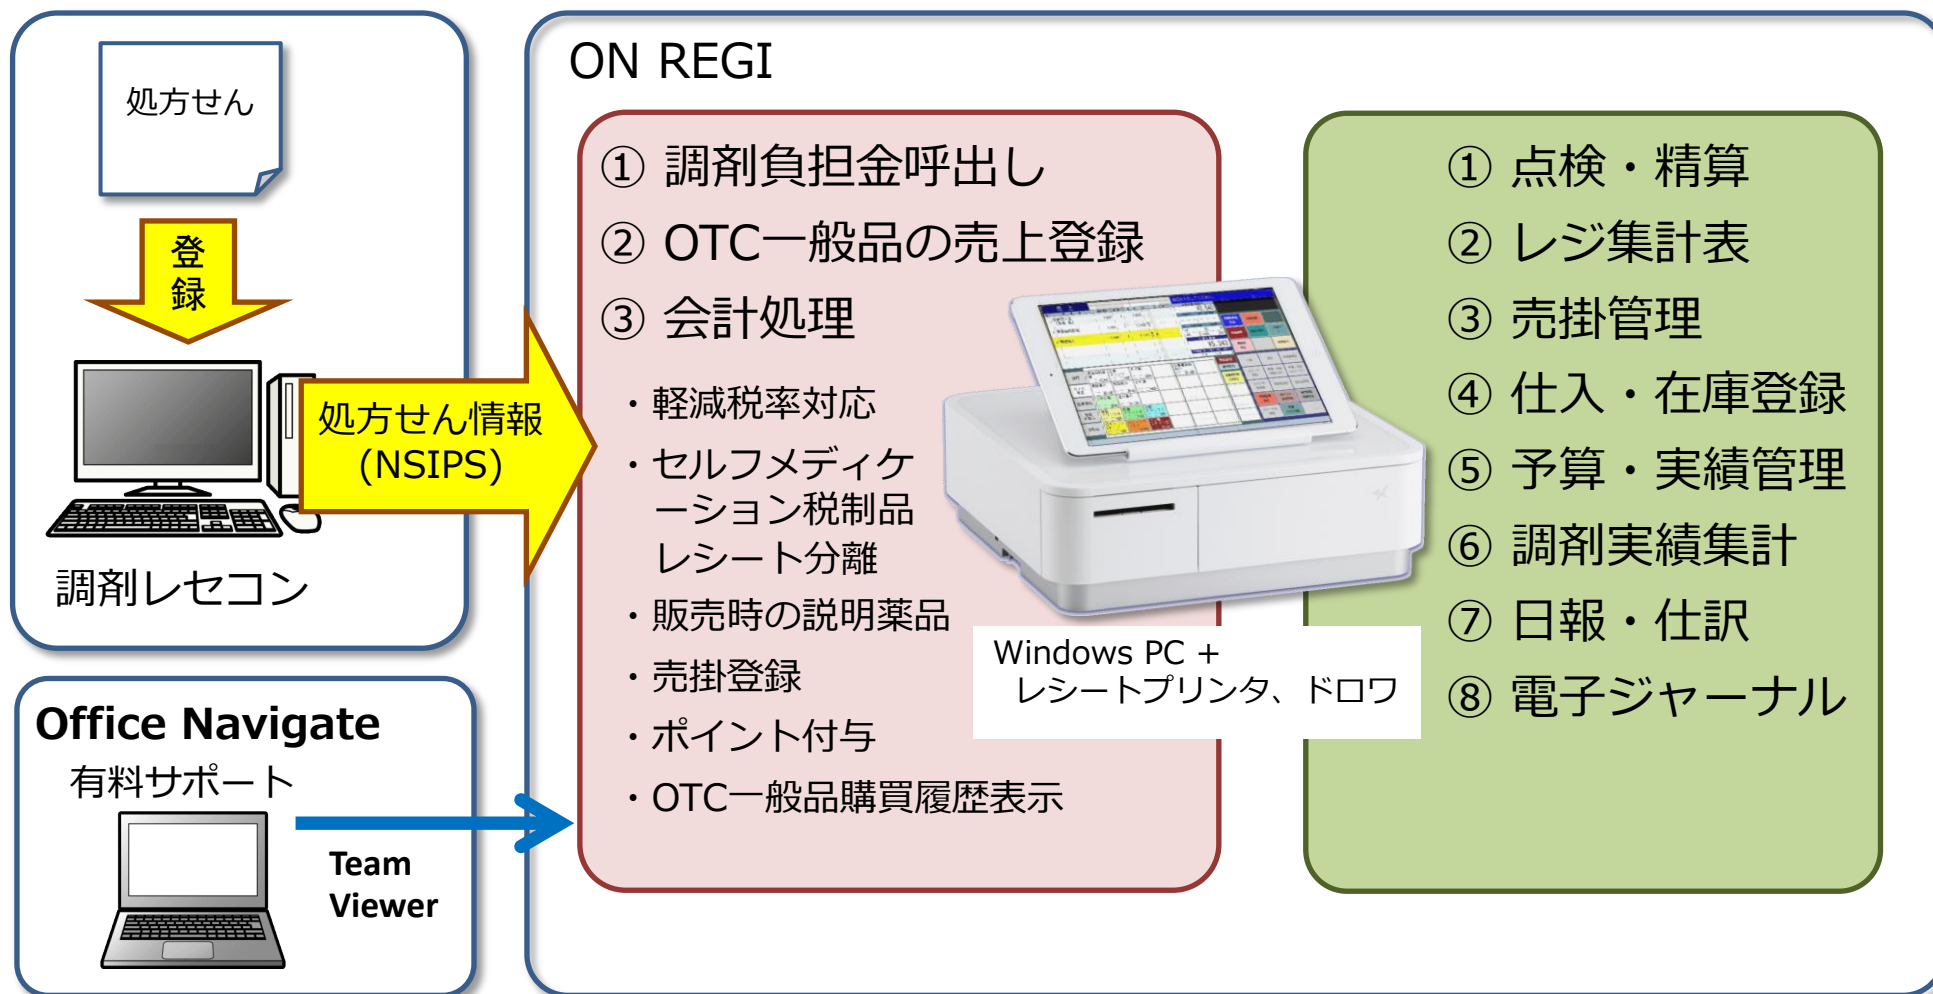 処方せん
登
録
処方せん情報
(NSIPS)
調剤レセコン
Office Navigate
有料サポート
Team
Viewer
ON REGI
① 調剤負担金呼出し
② OTC一般品の売上登録
③ 会計処理
・軽減税率対応
・セルフメディケ
ーション税制品
レシート分離
・販売時の説明薬品
・売掛登録
・ポイント付与
・OTC一般品購買履歴表示
Windows PC +
レシートプリンタ、ドロワ
① 点検・精算
② レジ集計表
③ 売掛管理
④ 仕入・在庫登録
⑤ 予算・実績管理
⑥ 調剤実績集計
⑦ 日報・仕訳
⑧ 電子ジャーナル